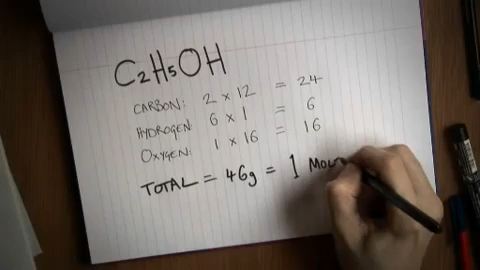 C₂H₅OH
CARBON: 2 × 12 = 24
HYDROGEN: 6 × 1 = 6
OXYGEN: 1 × 16 = 16
TOTAL = 46g = 1